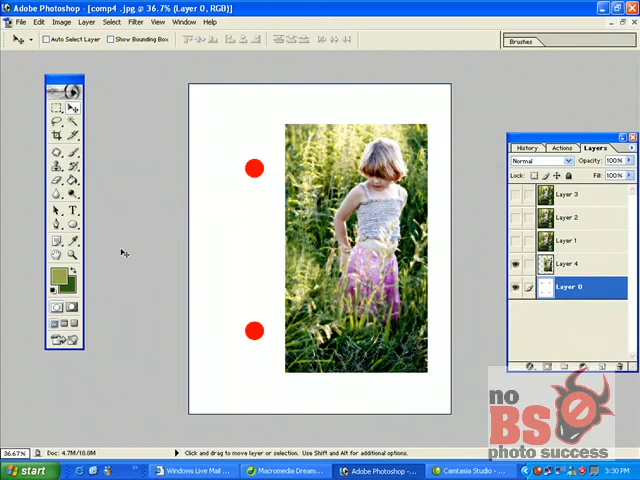 Adobe Photoshop - [comp4 .jpg @ 36.7% (Layer 0, RGB)]
File Edit Image Layer Select Filter View Window Help
Auto Select Layer Show Bounding Box
Brushes
History Actions Layers
Normal Opacity: 100%
Lock: Fill: 100%
Layer 3
Layer 2
Layer 1
Layer 4
Layer 0
no
BS
photo success
36.67% Doc: 4.7M/18.8M Click and drag to move layer or selection. Use Shift and Alt for additional options.
start Windows Live Mail ... Macromedia Dream... Adobe Photoshop -... Camtasia Studio - ... 3:30 PM